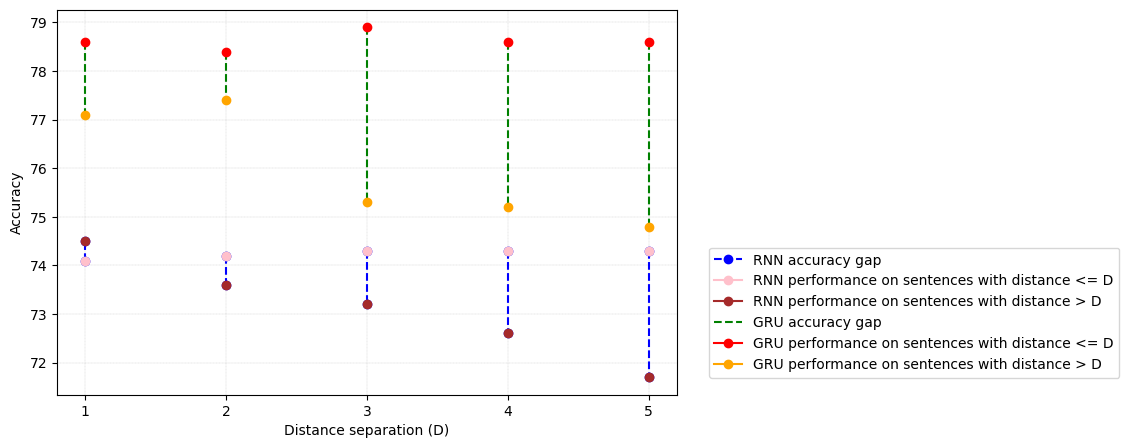 79
78
77
76
75
74
73
72
Accuracy
1 2 3 4 5
Distance separation (D)
RNN accuracy gap
RNN performance on sentences with distance <= D
RNN performance on sentences with distance > D
GRU accuracy gap
GRU performance on sentences with distance <= D
GRU performance on sentences with distance > D